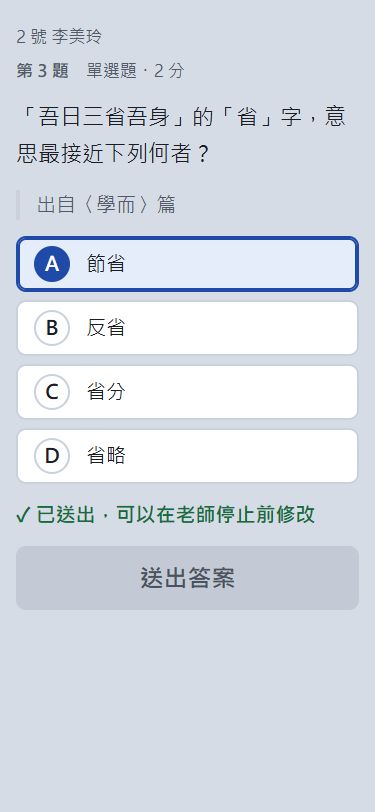 2 號 李美玲
第 3 題 單選題 · 2 分
「吾日三省吾身」的「省」字，意
思最接近下列何者？
出自〈學而〉篇
A 節省
B 反省
C 省分
D 省略
✓ 已送出，可以在老師停止前修改
送出答案